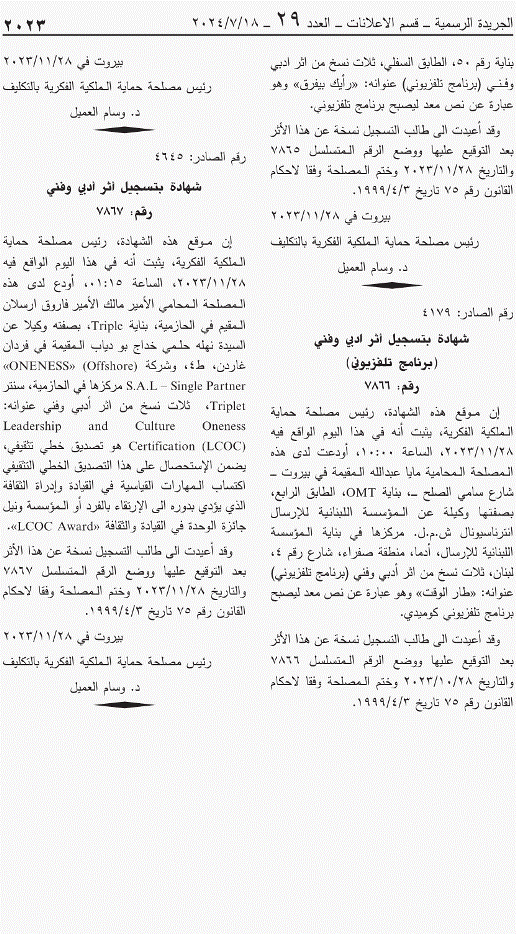 الجريدة الرسمية ــ قسم الاعلانات ــ العدد ٢٩ ــ ٢٠٢٤/٧/١٨
٢٠٢٣
بناية رقم ٥٠، الطابق السفلي، ثلاث نسخ من اثر ادبي
وفني (برنامج تلفزيوني) عنوانه: «رأيك بيفرق» وهو
عبارة عن نص معد ليصبح برنامج تلفزيوني.
وقد أعيدت الى طالب التسجيل نسخة عن هذا الأثر
بعد التوقيع عليها ووضع الرقم المتسلسل ٧٨٦٥
والتاريخ ٢٠٢٣/١١/٢٨ وختم المصلحة وفقا لاحكام
القانون رقم ٧٥ تاريخ ١٩٩٩/٤/٣.
بيروت في ٢٠٢٣/١١/٢٨
رئيس مصلحة حماية الملكية الفكرية بالتكليف
د. وسام العميل
رقم الصادر: ٤١٧٩
شهادة بتسجيل أثر ادبي وفني
(برنامج تلفزيوني)
رقم: ٧٨٦٦
إن موقع هذه الشهادة، رئيس مصلحة حماية
الملكية الفكرية، يثبت أنه في هذا اليوم الواقع فيه
٢٠٢٣/١١/٢٨، الساعة ١٠:٠٠، أودعت لدى هذه
المصلحة المحامية مايا عبدالله المقيمة في بيروت ــ
شارع سامي الصلح ــ، بناية OMT، الطابق الرابع،
بصفتها وكيلة عن المؤسسة اللبنانية للإرسال
انترناسيونال ش.م.ل. مركزها في بناية المؤسسة
اللبنانية للإرسال، أدما، منطقة صفراء، شارع رقم ٤،
لبنان، ثلاث نسخ من اثر أدبي وفني (برنامج تلفزيوني)
عنوانه: «طار الوقت» وهو عبارة عن نص معد ليصبح
برنامج تلفزيوني كوميدي.
وقد أعيدت الى طالب التسجيل نسخة عن هذا الأثر
بعد التوقيع عليها ووضع الرقم المتسلسل ٧٨٦٦
والتاريخ ٢٠٢٣/١٠/٢٨ وختم المصلحة وفقا لاحكام
القانون رقم ٧٥ تاريخ ١٩٩٩/٤/٣.
بيروت في ٢٠٢٣/١١/٢٨
رئيس مصلحة حماية الملكية الفكرية بالتكليف
د. وسام العميل
رقم الصادر: ٤٦٤٥
شهادة بتسجيل أثر أدبي وفني
رقم: ٧٨٦٧
إن موقع هذه الشهادة، رئيس مصلحة حماية
الملكية الفكرية، يثبت أنه في هذا اليوم الواقع فيه
٢٠٢٣/١١/٢٨، الساعة ٠١:١٥، أودع لدى هذه
المصلحة المحامي الأمير مالك الأمير فاروق ارسلان
المقيم في الحازمية، بناية Triple، بصفته وكيلا عن
السيدة نهله حلمي خداج بو دياب المقيمة في فردان
غاردن، ط٤، وشركة «ONENESS» (Offshore)
S.A.L – Single Partner مركزها في الحازمية، سنتر
Triplet، ثلاث نسخ من اثر أدبي وفني عنوانه:
Leadership and Culture Oneness
Certification (LCOC) هو تصديق خطي تثقيفي،
يضمن الإستحصال على هذا التصديق الخطي التثقيفي
اكتساب المهارات القياسية في القيادة وإدراة الثقافة
الذي يؤدي بدوره الى الإرتقاء بالفرد أو المؤسسة ونيل
جائزة الوحدة في القيادة والثقافة «LCOC Award».
وقد أعيدت الى طالب التسجيل نسخة عن هذا الأثر
بعد التوقيع عليها ووضع الرقم المتسلسل ٧٨٦٧
والتاريخ ٢٠٢٣/١١/٢٨ وختم المصلحة وفقا لاحكام
القانون رقم ٧٥ تاريخ ١٩٩٩/٤/٣.
بيروت في ٢٠٢٣/١١/٢٨
رئيس مصلحة حماية الملكية الفكرية بالتكليف
د. وسام العميل